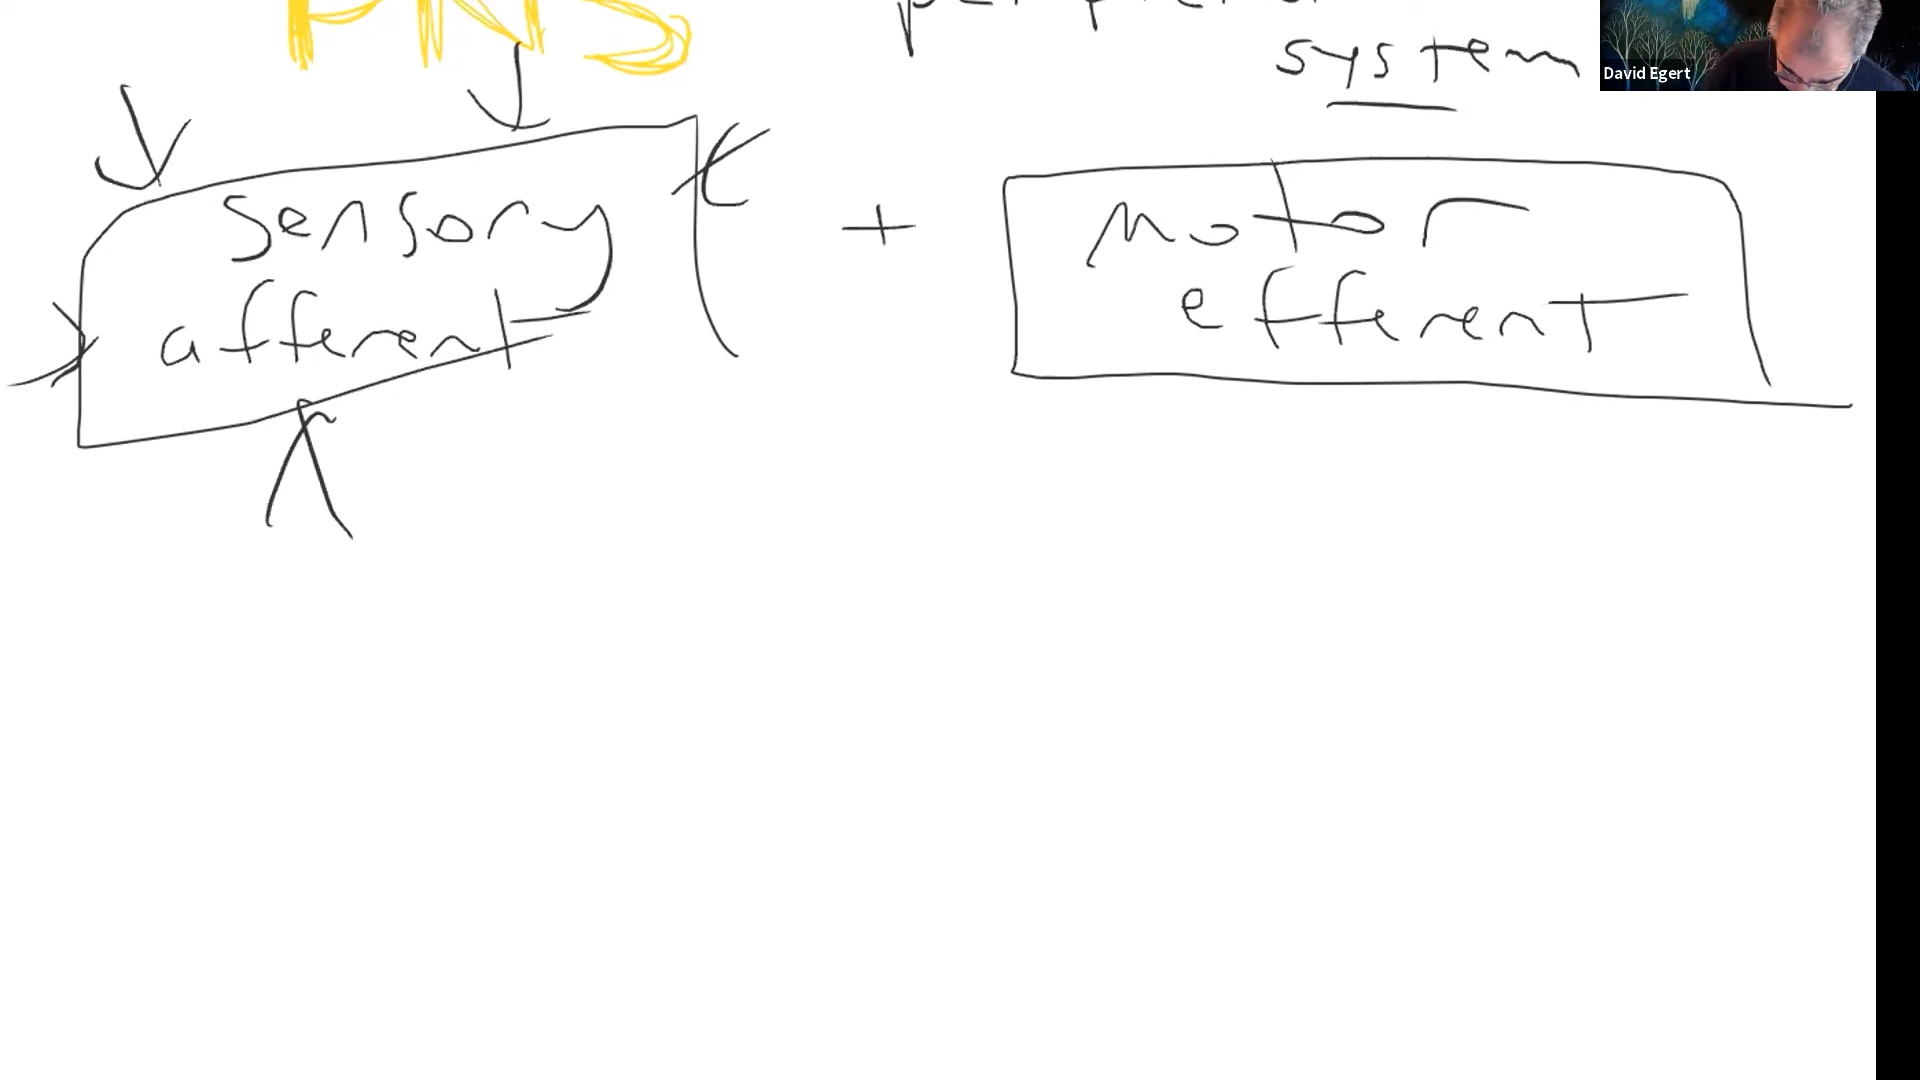 PNS
system
David Egert
sensory + motor
afferent efferent